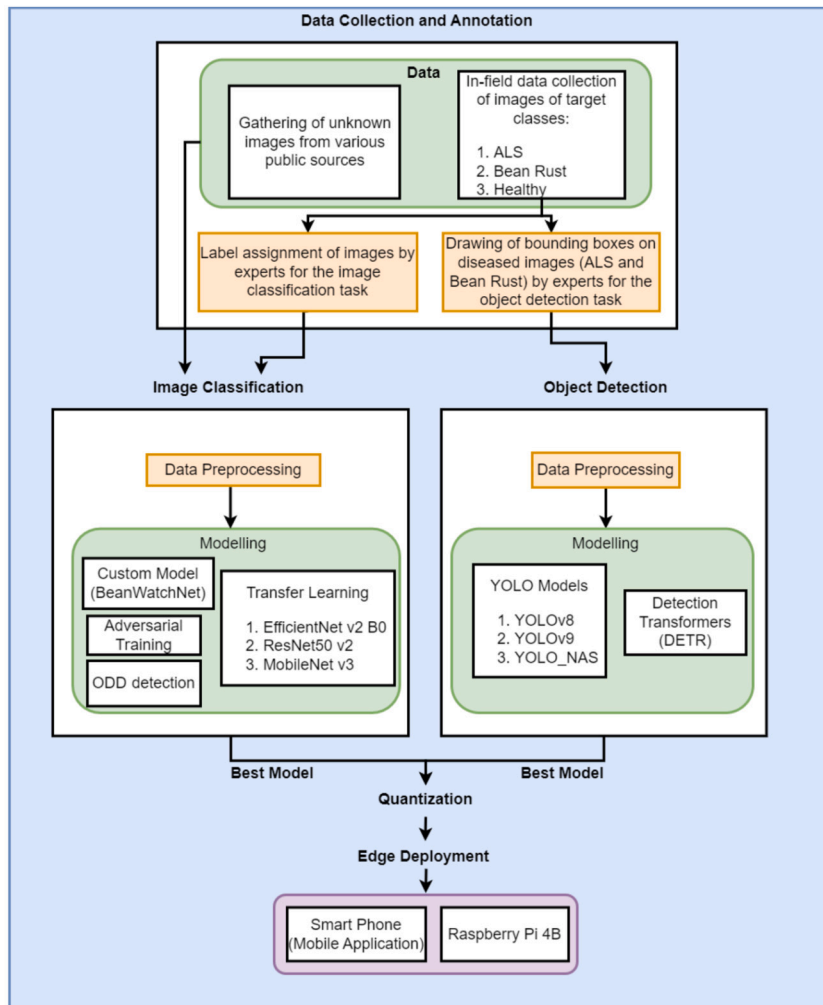 Data Collection and Annotation
Data
Gathering of unknown
images from various
public sources
In-field data collection
of images of target
classes:
1. ALS
2. Bean Rust
3. Healthy
Label assignment of images by
experts for the image
classification task
Drawing of bounding boxes on
diseased images (ALS and
Bean Rust) by experts for the
object detection task
Image Classification
Object Detection
Data Preprocessing
Modelling
Custom Model
(BeanWatchNet)
Adversarial
Training
ODD detection
Transfer Learning
1. EfficientNet v2 B0
2. ResNet50 v2
3. MobileNet v3
Data Preprocessing
Modelling
YOLO Models
1. YOLOv8
2. YOLOv9
3. YOLO_NAS
Detection
Transformers
(DETR)
Best Model
Best Model
Quantization
Edge Deployment
Smart Phone
(Mobile Application)
Raspberry Pi 4B